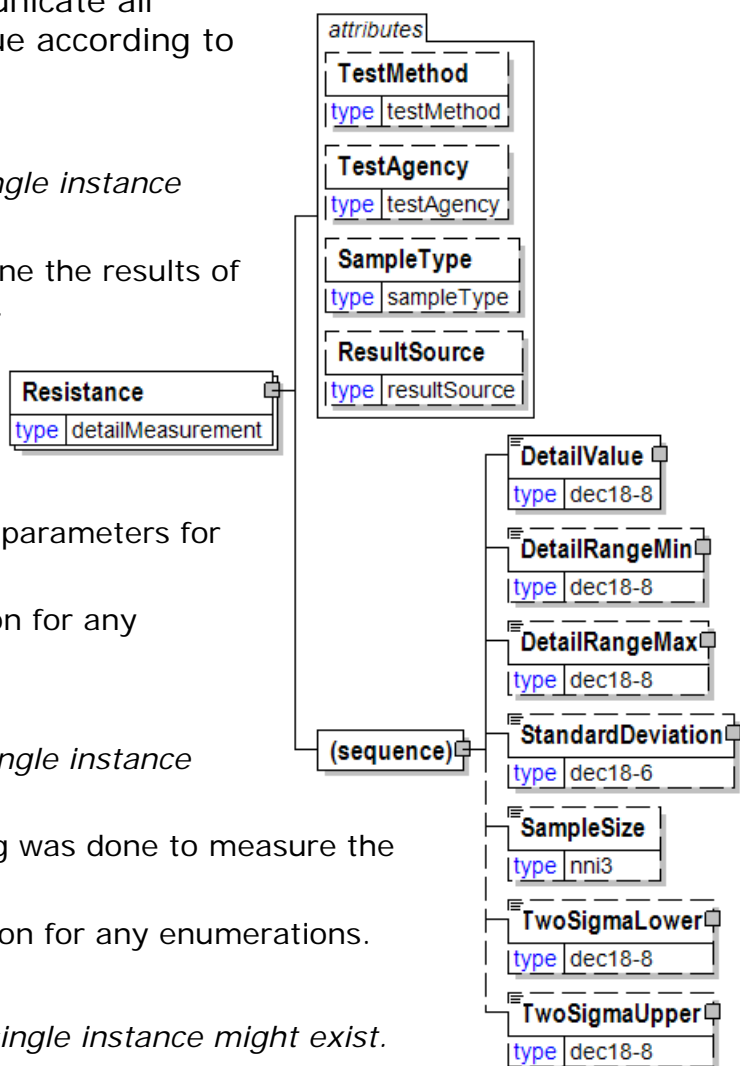 nicate all
ue according to
ngle instance
ne the results of
parameters for
on for any
ngle instance
g was done to measure the
on for any enumerations.
single instance might exist.
Resistance
type detailMeasurement
attributes
TestMethod
type testMethod
TestAgency
type testAgency
SampleType
type sampleType
ResultSource
type resultSource
(sequence)
DetailValue
type dec18-8
DetailRangeMin
type dec18-8
DetailRangeMax
type dec18-8
StandardDeviation
type dec18-6
SampleSize
type nni3
TwoSigmaLower
type dec18-8
TwoSigmaUpper
type dec18-8